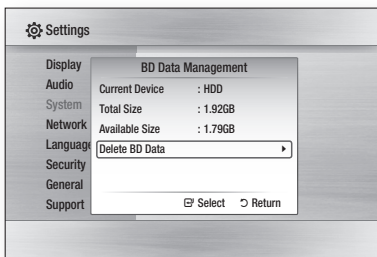 Settings
Display
Audio
System
Network
Language
Security
General
Support
BD Data Management
Current Device : HDD
Total Size : 1.92GB
Available Size : 1.79GB
Delete BD Data
Select Return